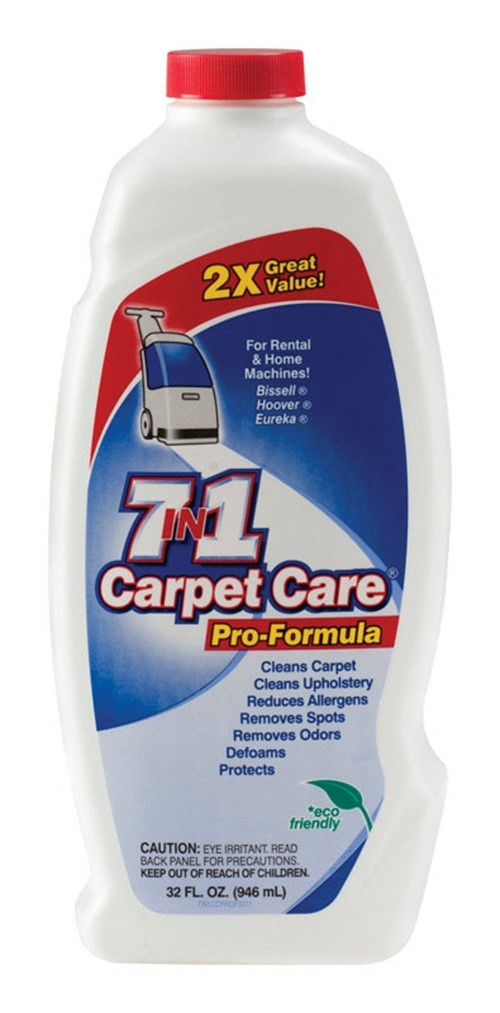 2X Great
Value!
For Rental
& Home
Machines!
Bissell ®
Hoover ®
Eureka ®
7 IN 1
Carpet Care®
Pro-Formula
Cleans Carpet
Cleans Upholstery
Reduces Allergens
Removes Spots
Removes Odors
Defoams
Protects
*eco
friendly
CAUTION: EYE IRRITANT. READ
BACK PANEL FOR PRECAUTIONS.
KEEP OUT OF REACH OF CHILDREN.
32 FL. OZ. (946 mL)